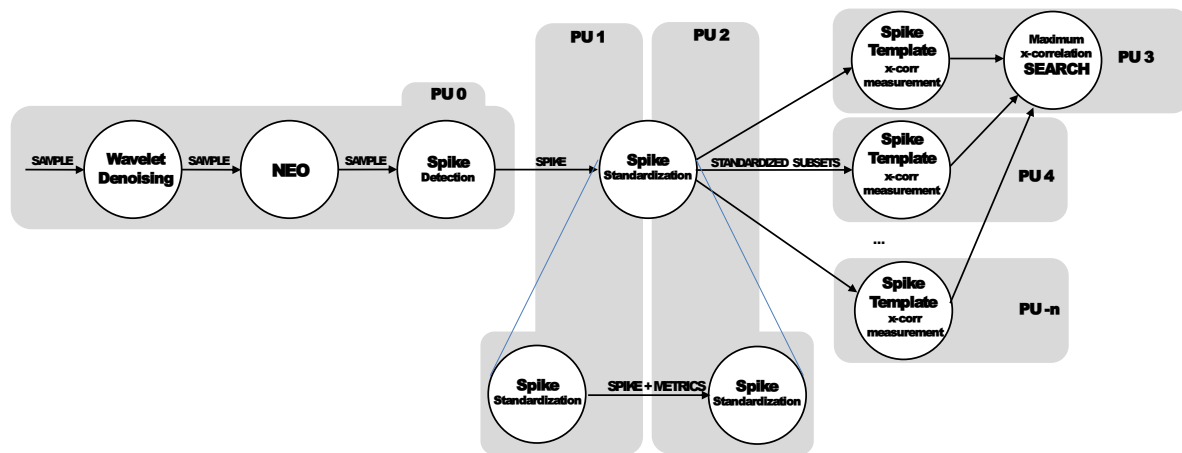 PU 0
SAMPLE
Wavelet
Denoising
SAMPLE
NEO
SAMPLE
Spike
Detection
SPIKE
PU 1
PU 2
Spike
Standardization
STANDARDIZED SUBSETS
Spike
Template
x-corr
measurement
Maximum
x-correlation
SEARCH
PU 3
Spike
Template
x-corr
measurement
PU 4
...
Spike
Template
x-corr
measurement
PU -n
Spike
Standardization
SPIKE + METRICS
Spike
Standardization